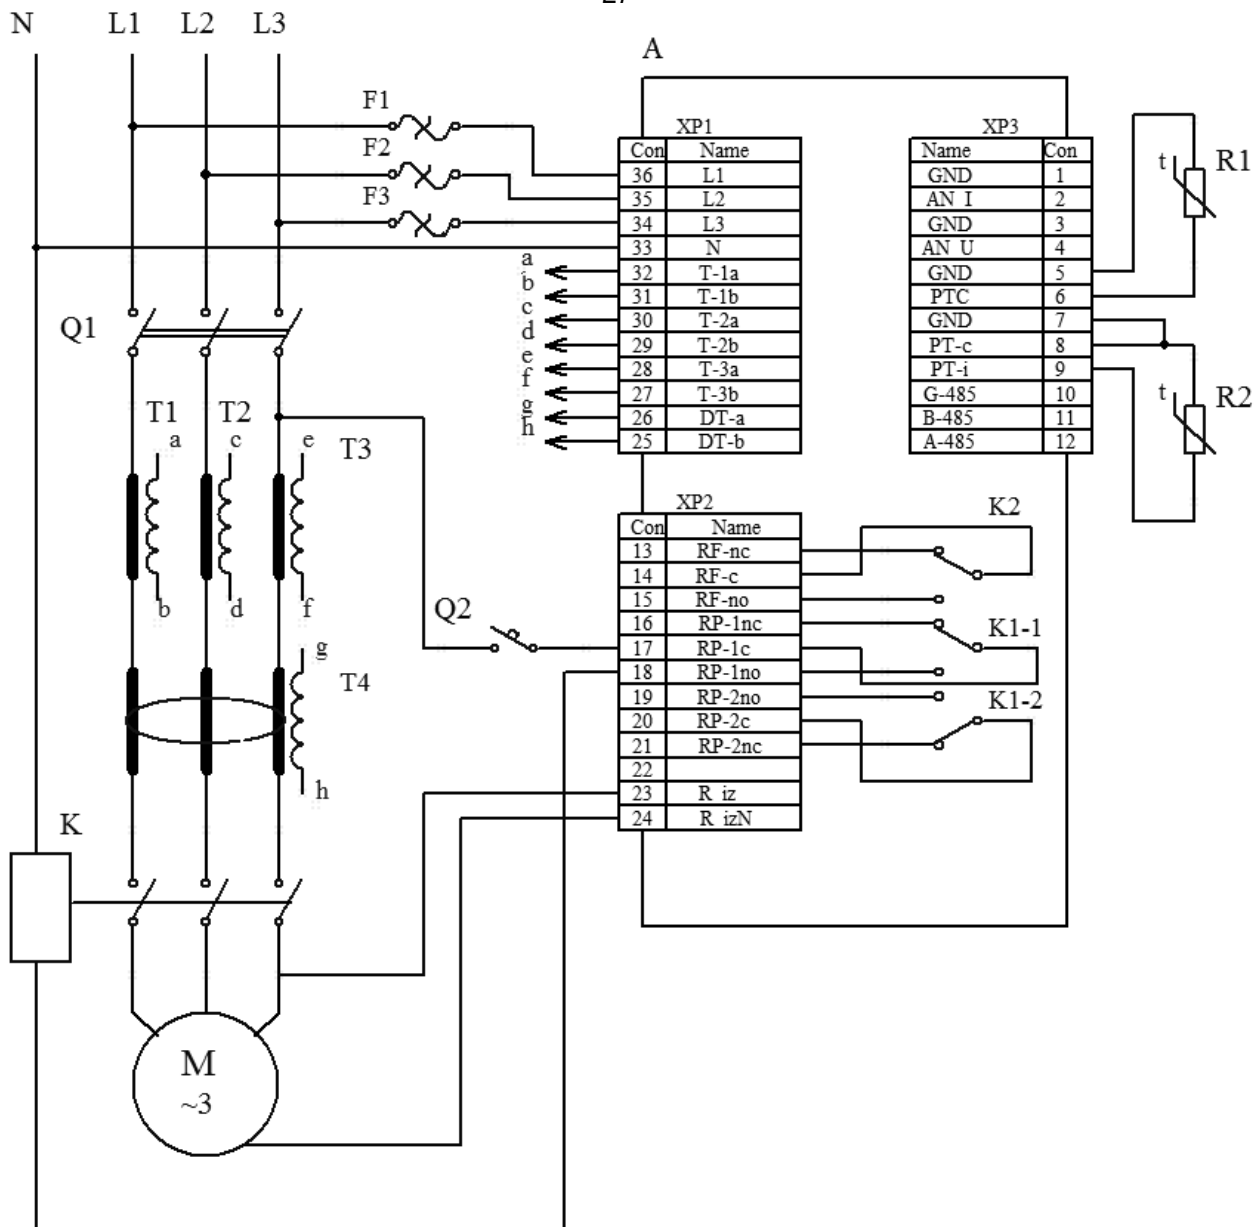 27
N L1 L2 L3
A
F1
F2
F3
XP1
Con Name
36 L1
35 L2
34 L3
33 N
32 T-1a
31 T-1b
30 T-2a
29 T-2b
28 T-3a
27 T-3b
26 DT-a
25 DT-b
a
b
c
d
e
f
g
h
XP3
Name Con
GND 1
AN I 2
GND 3
AN U 4
GND 5
PTC 6
GND 7
PT-c 8
PT-i 9
G-485 10
B-485 11
A-485 12
t R1
t R2
Q1
T1 T2
a c e T3
b d f
g
T4
h
Q2
XP2
Con Name
13 RF-nc
14 RF-c
15 RF-no
16 RP-1nc
17 RP-1c
18 RP-1no
19 RP-2no
20 RP-2c
21 RP-2nc
22
23 R iz
24 R izN
K2
K1-1
K1-2
K
M
~3